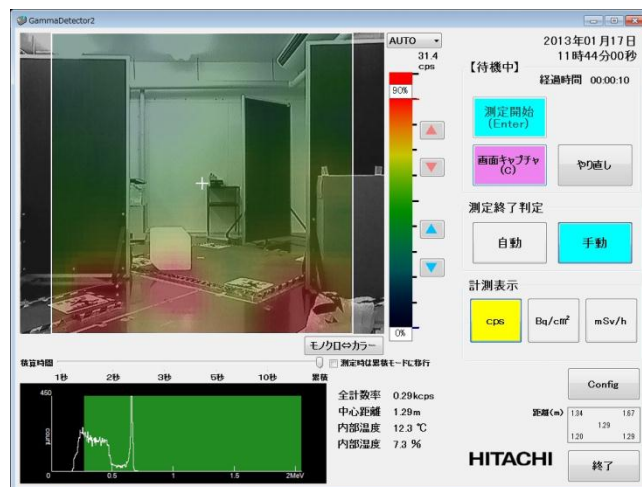 GammaDetector2
AUTO
31.4
cps
90%
0%
モノクロ⇔カラー
積算時間
測定時は累積モードに移行
1秒 2秒 3秒 5秒 10秒 累積
450
count
0
0 0.5 1 1.5 2MeV
全計数率 0.29kcps
中心距離 1.29m
内部温度 12.3 ℃
内部湿度 7.3 %
2013年01月17日
11時44分00秒
【待機中】
経過時間 00:00:10
測定開始
(Enter)
画面キャプチャ
(C)
やり直し
測定終了判定
自動
手動
計測表示
cps
Bq/cm²
mSv/h
Config
距離(m)
1.34 1.67
1.29
1.20 1.29
HITACHI
終了